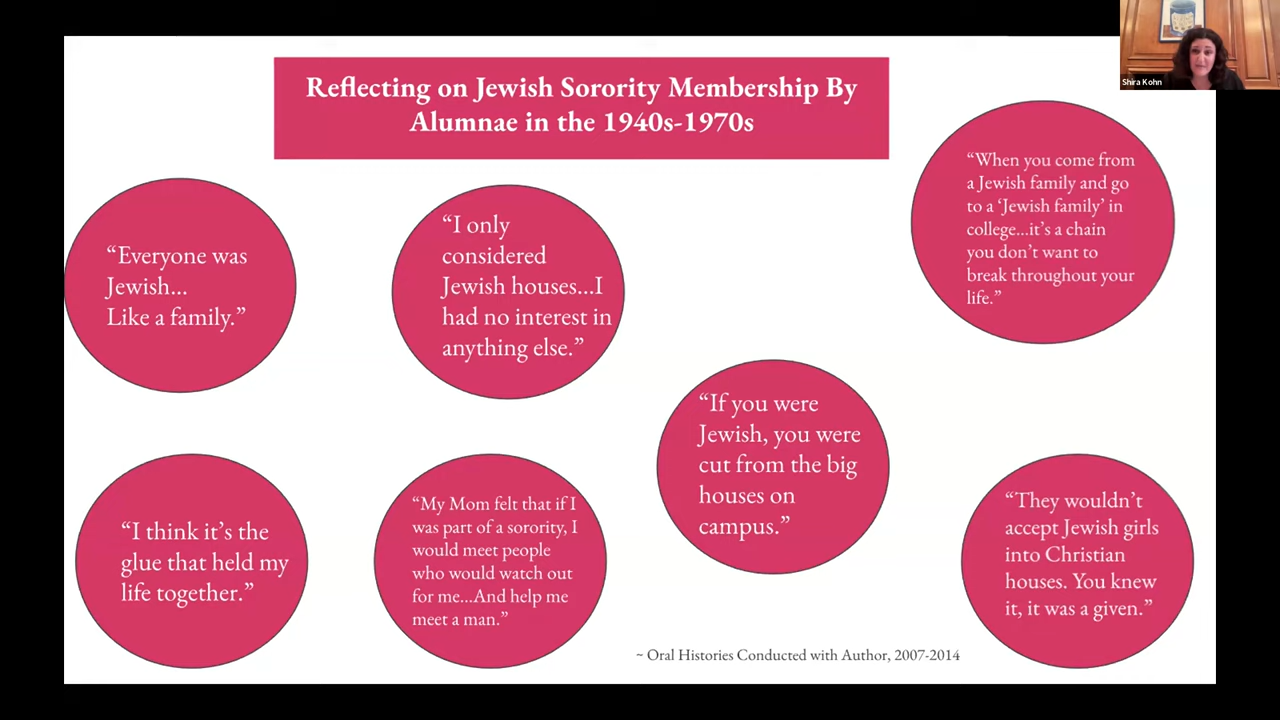 Reflecting on Jewish Sorority Membership By
Alumnae in the 1940s-1970s
Shira Kohn
“Everyone was
Jewish...
Like a family.”
“I only
considered
Jewish houses...I
had no interest in
anything else.”
“When you come from
a Jewish family and go
to a ‘Jewish family’ in
college...it’s a chain
you don’t want to
break throughout your
life.”
“If you were
Jewish, you were
cut from the big
houses on
campus.”
“I think it’s the
glue that held my
life together.”
“My Mom felt that if I
was part of a sorority, I
would meet people
who would watch out
for me...And help me
meet a man.”
“They wouldn’t
accept Jewish girls
into Christian
houses. You knew
it, it was a given.”
~ Oral Histories Conducted with Author, 2007-2014